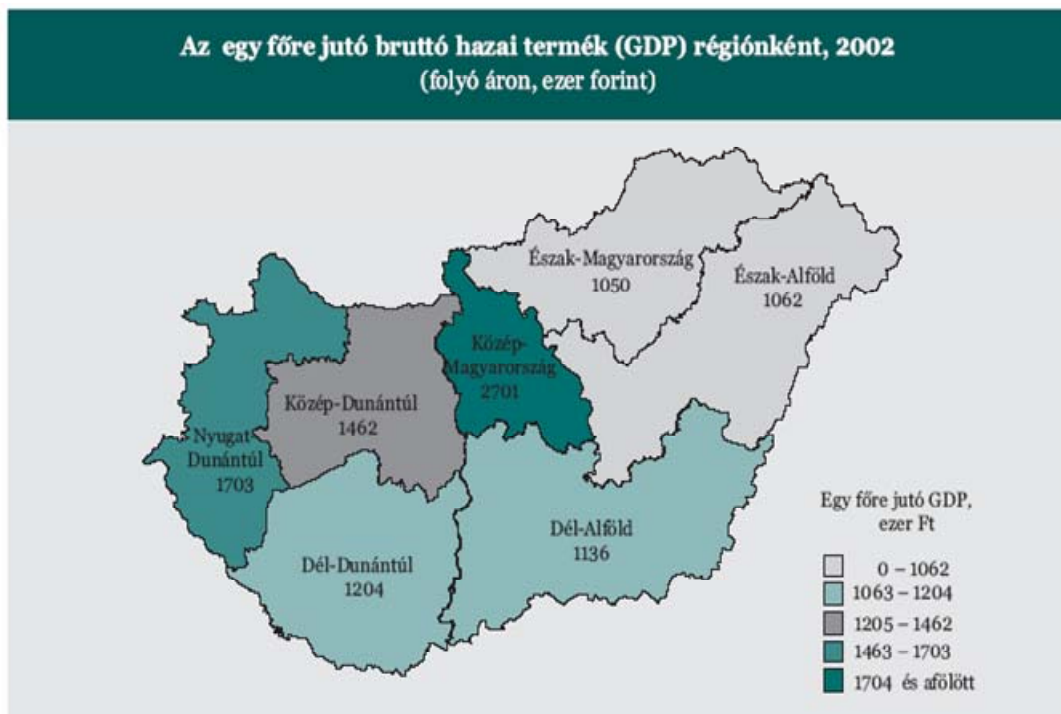 Az egy főre jutó bruttó hazai termék (GDP) régiónként, 2002
(folyó áron, ezer forint)
Észak-Magyarország
1050
Észak-Alföld
1062
Közép-
Magyarország
2701
Közép-Dunántúl
1462
Nyugat-
Dunántúl
1703
Dél-Alföld
1136
Dél-Dunántúl
1204
Egy főre jutó GDP,
ezer Ft
0 – 1062
1063 – 1204
1205 – 1462
1463 – 1703
1704 és afölött